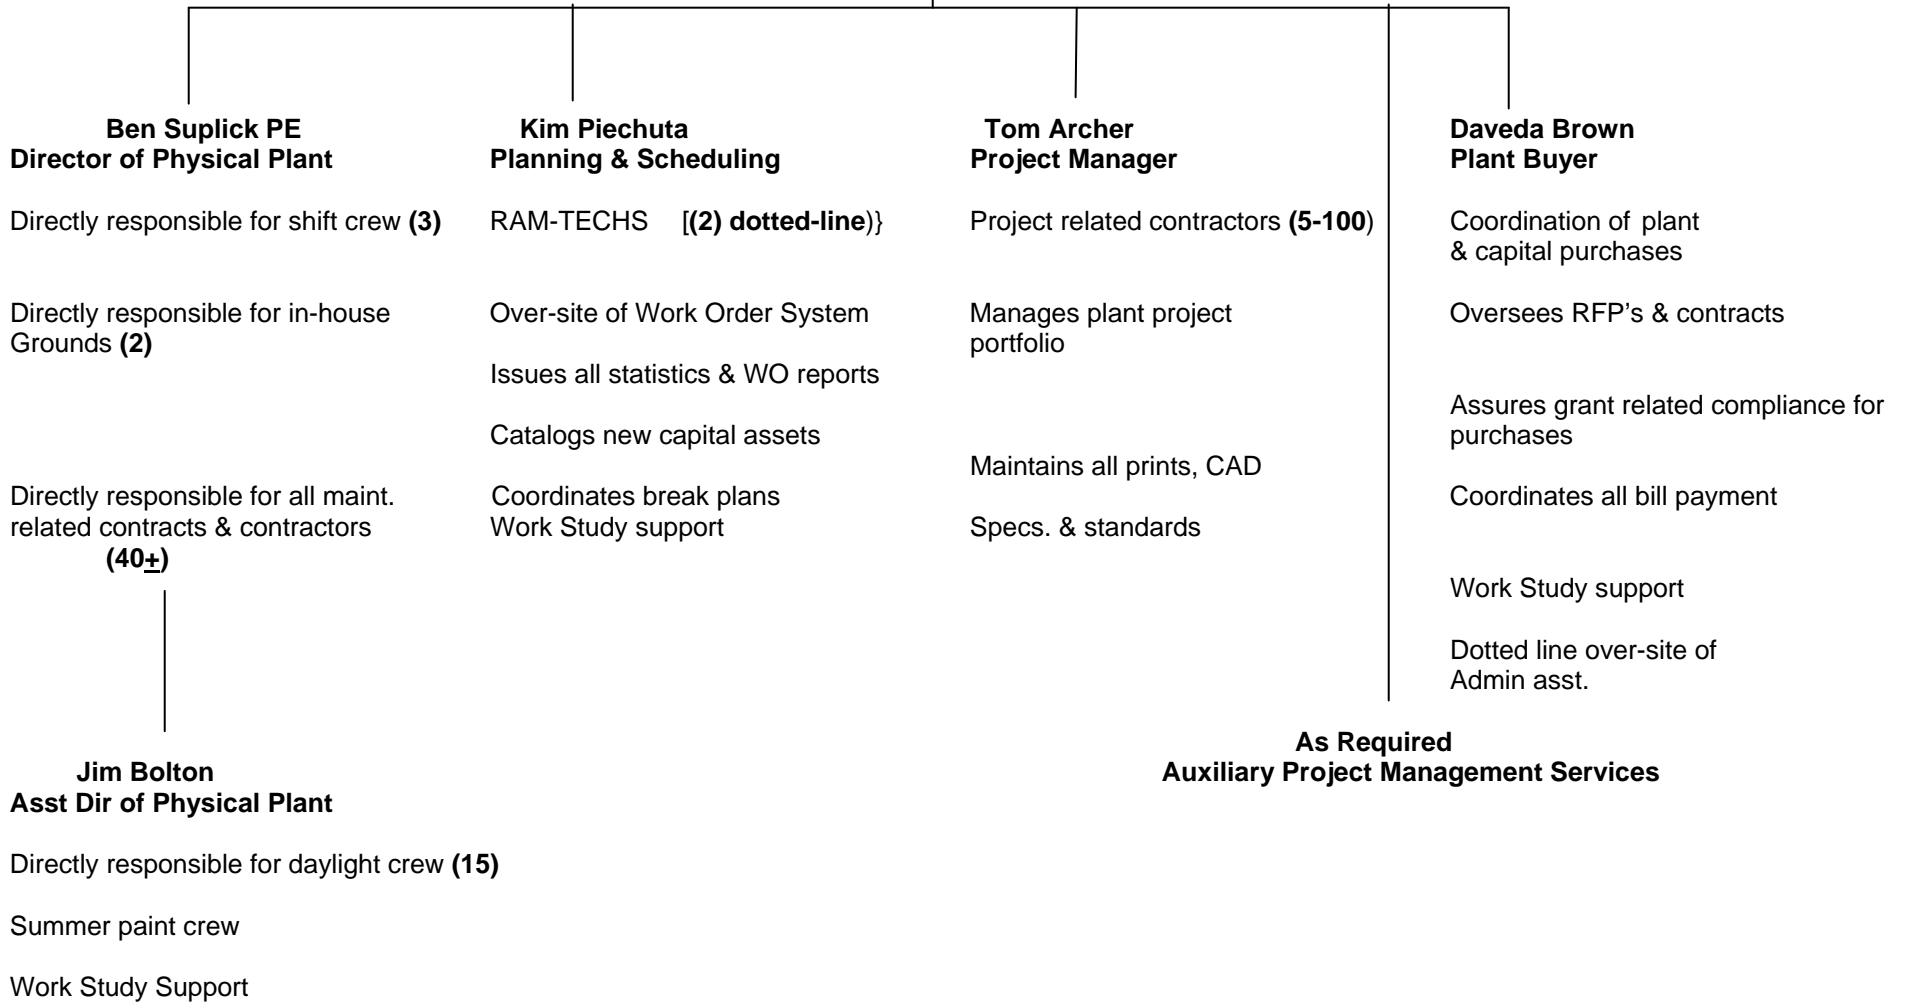 Ben Suplick PE
Director of Physical Plant
Directly responsible for shift crew (3)
Directly responsible for in-house
Grounds (2)
Directly responsible for all maint.
related contracts & contractors
(40±)
Jim Bolton
Asst Dir of Physical Plant
Directly responsible for daylight crew (15)
Summer paint crew
Work Study Support
Kim Piechuta
Planning & Scheduling
RAM-TECHS [(2) dotted-line)}
Over-site of Work Order System
Issues all statistics & WO reports
Catalogs new capital assets
Coordinates break plans
Work Study support
Tom Archer
Project Manager
Project related contractors (5-100)
Manages plant project
portfolio
Maintains all prints, CAD
Specs. & standards
As Required
Auxiliary Project Management Services
Daveda Brown
Plant Buyer
Coordination of plant
& capital purchases
Oversees RFP's & contracts
Assures grant related compliance for
purchases
Coordinates all bill payment
Work Study support
Dotted line over-site of
Admin asst.